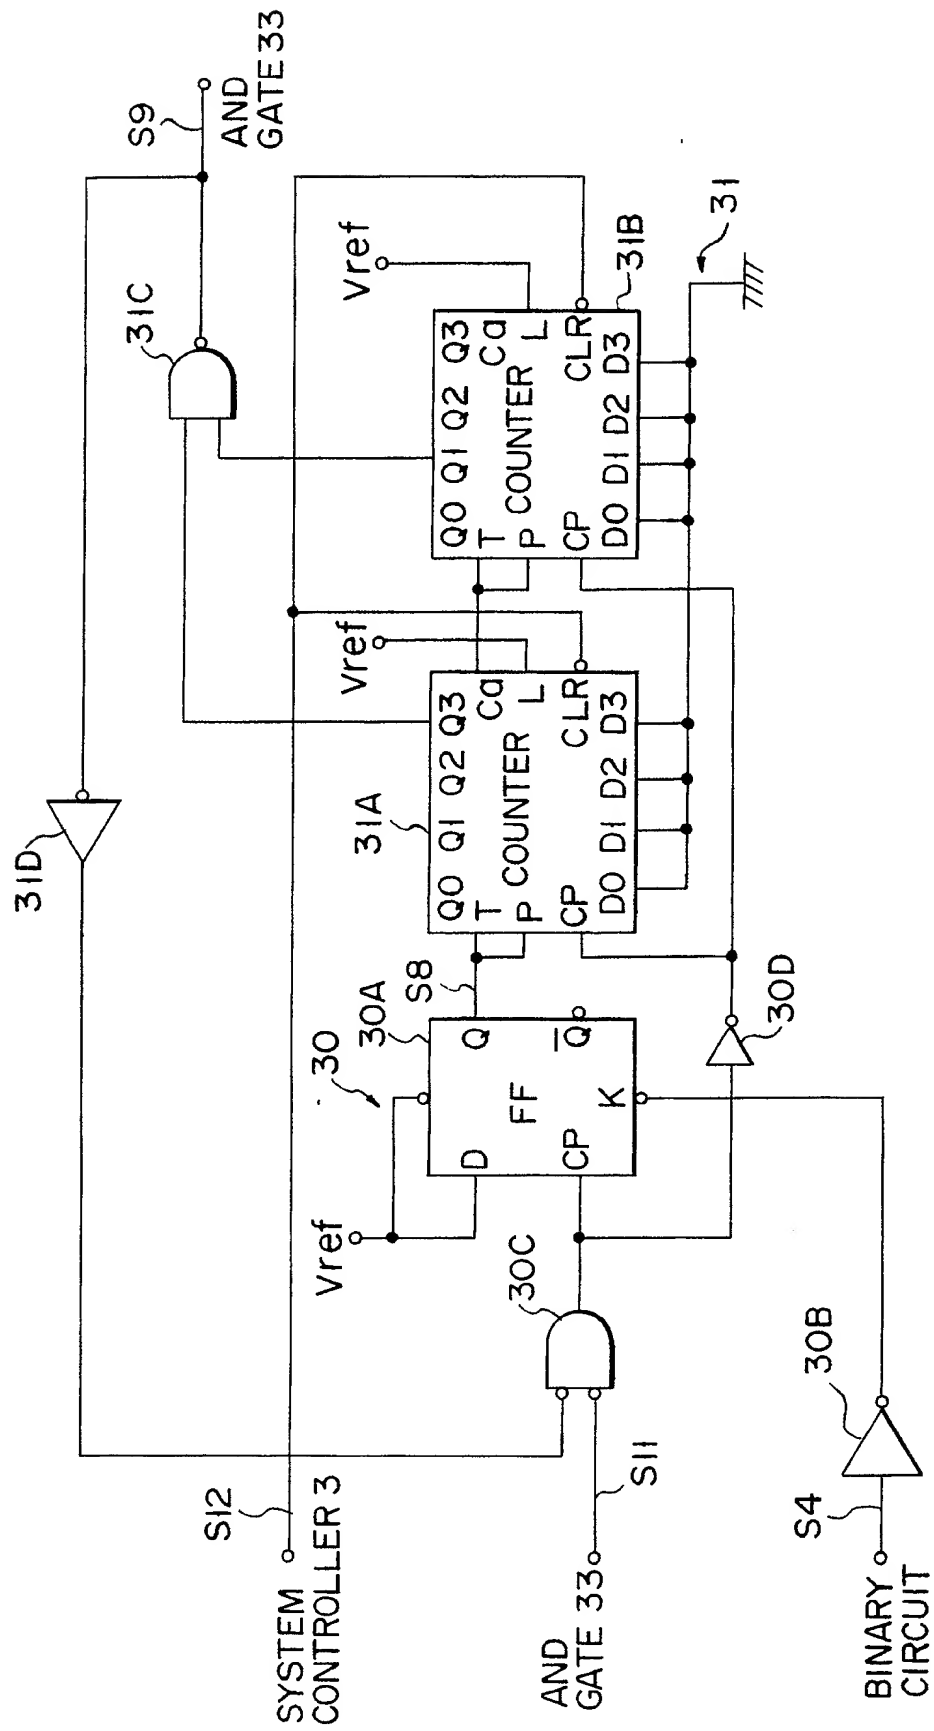 S9
AND
GATE 33
31C
Vref
31B
31
Q0 Q1 Q2 Q3
T
Ca
P
COUNTER
L
CP
CLR
D0 D1 D2 D3
Vref
31A
Q0 Q1 Q2 Q3
T
Ca
P
COUNTER
L
CP
CLR
D0 D1 D2 D3
31D
S8
30A
30
Vref
D
Q
FF
CP
Q
K
30D
30C
30B
S12
SYSTEM
CONTROLLER 3
S11
AND
GATE 33
S4
BINARY
CIRCUIT